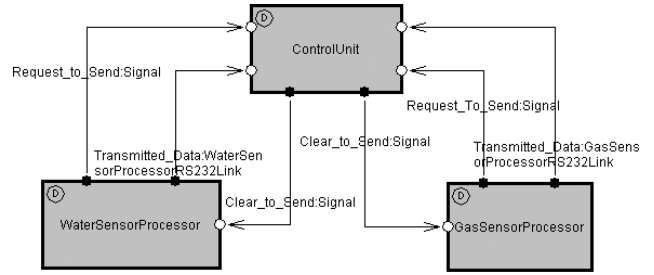 D
ControlUnit
Request_to_Send:Signal
Request_To_Send:Signal
Clear_to_Send:Signal
Transmitted_Data:WaterSen
sorProcessorRS232Link
Transmitted_Data:GasSens
orProcessorRS232Link
D
Clear_to_Send:Signal
D
WaterSensorProcessor
GasSensorProcessor